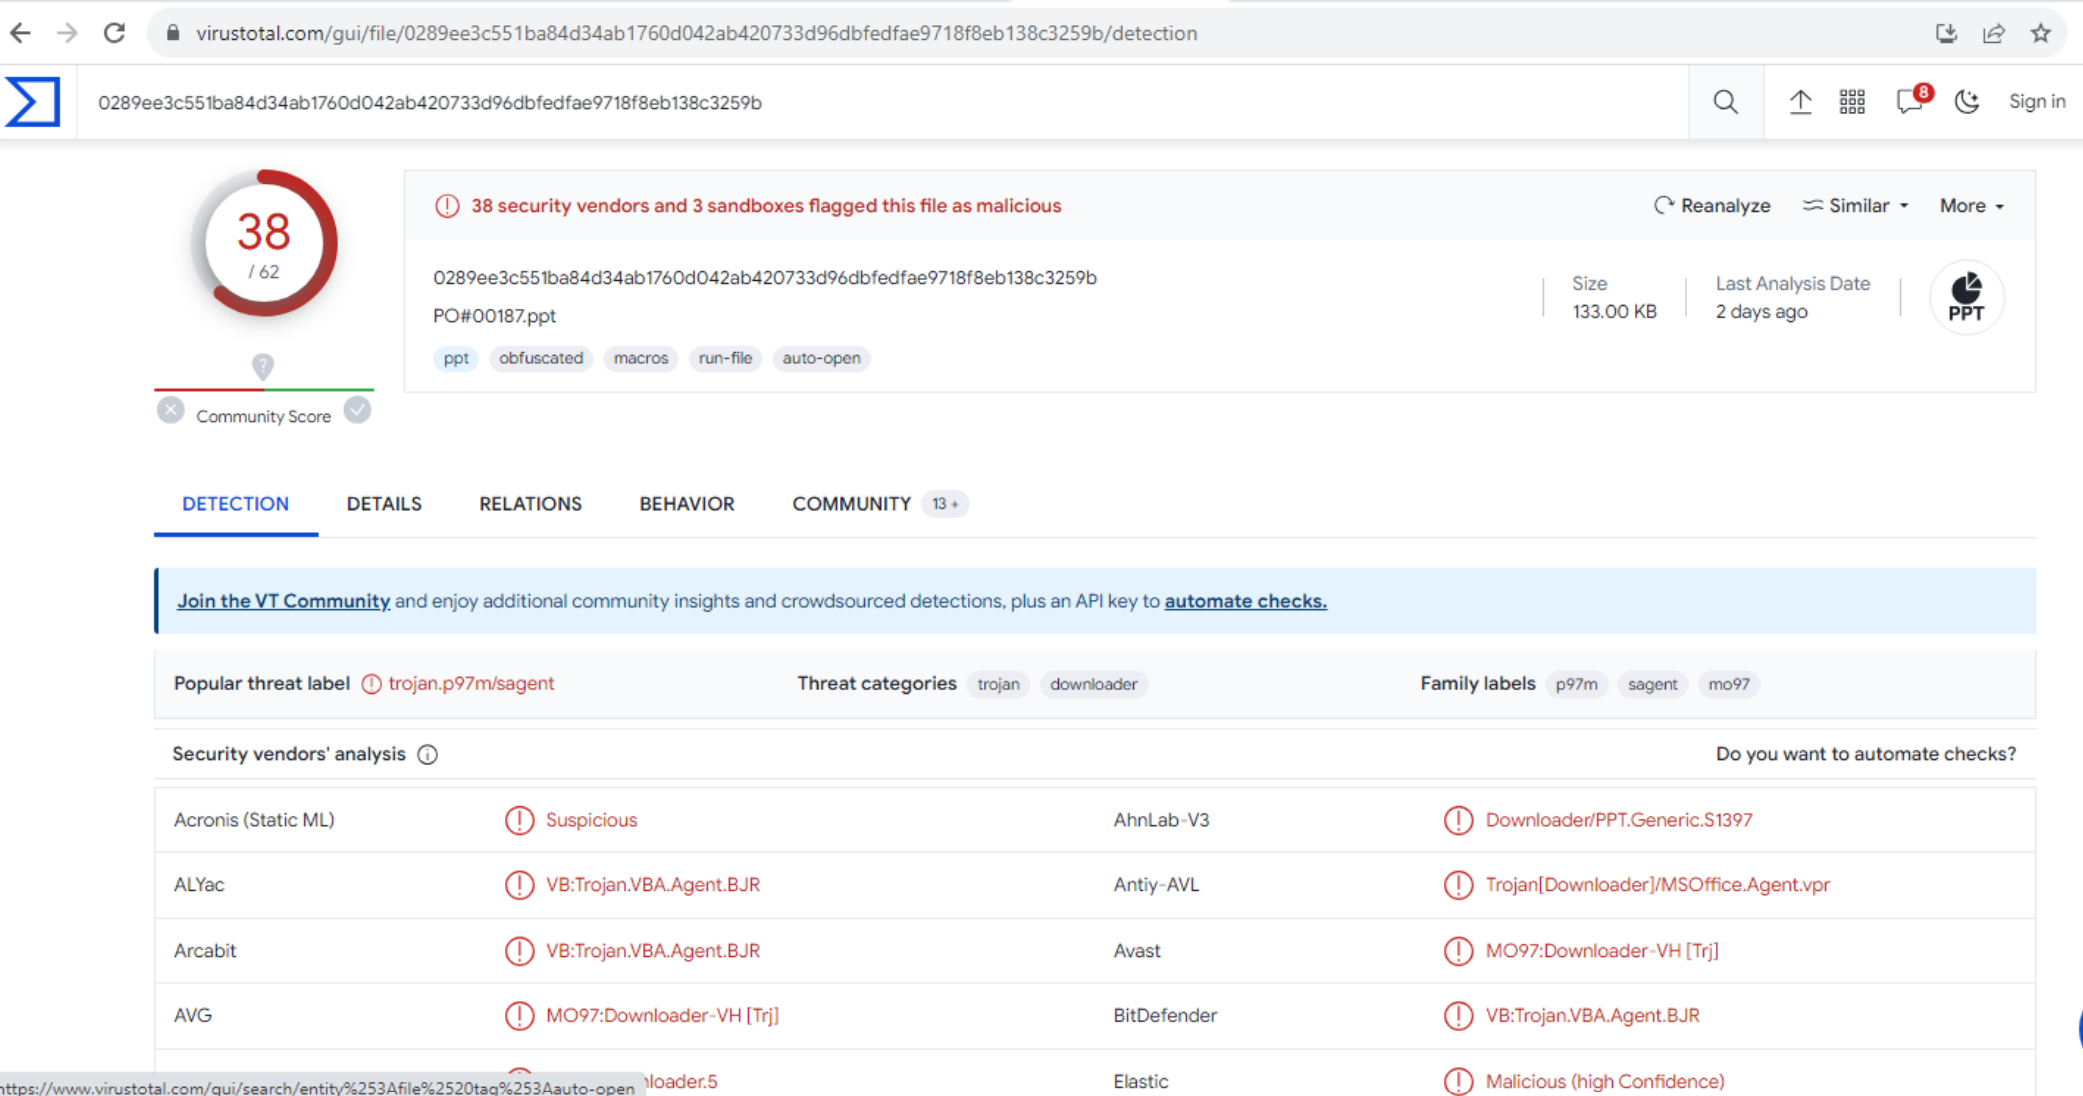 virustotal.com/gui/file/0289ee3c551ba84d34ab1760d042ab420733d96dbfedfae9718f8eb138c3259b/detection
0289ee3c551ba84d34ab1760d042ab420733d96dbfedfae9718f8eb138c3259b
8
Sign in
38
/ 62
Community Score
38 security vendors and 3 sandboxes flagged this file as malicious
Reanalyze Similar More
0289ee3c551ba84d34ab1760d042ab420733d96dbfedfae9718f8eb138c3259b
PO#00187.ppt
ppt obfuscated macros run-file auto-open
Size
133.00 KB
Last Analysis Date
2 days ago
PPT
DETECTION DETAILS RELATIONS BEHAVIOR COMMUNITY 13 +
Join the VT Community and enjoy additional community insights and crowdsourced detections, plus an API key to automate checks.
Popular threat label trojan.p97m/sagent Threat categories trojan downloader Family labels p97m sagent mo97
Security vendors' analysis Do you want to automate checks?
Acronis (Static ML) Suspicious AhnLab-V3 Downloader/PPT.Generic.S1397
ALYac VB:Trojan.VBA.Agent.BJR Antiy-AVL Trojan[Downloader]/MSOffice.Agent.vpr
Arcabit VB:Trojan.VBA.Agent.BJR Avast MO97:Downloader-VH [Trj]
AVG MO97:Downloader-VH [Trj] BitDefender VB:Trojan.VBA.Agent.BJR
nloader.5 Elastic Malicious (high Confidence)
https://www.virustotal.com/gui/search/entity%253Afile%2520tag%253Aauto-open